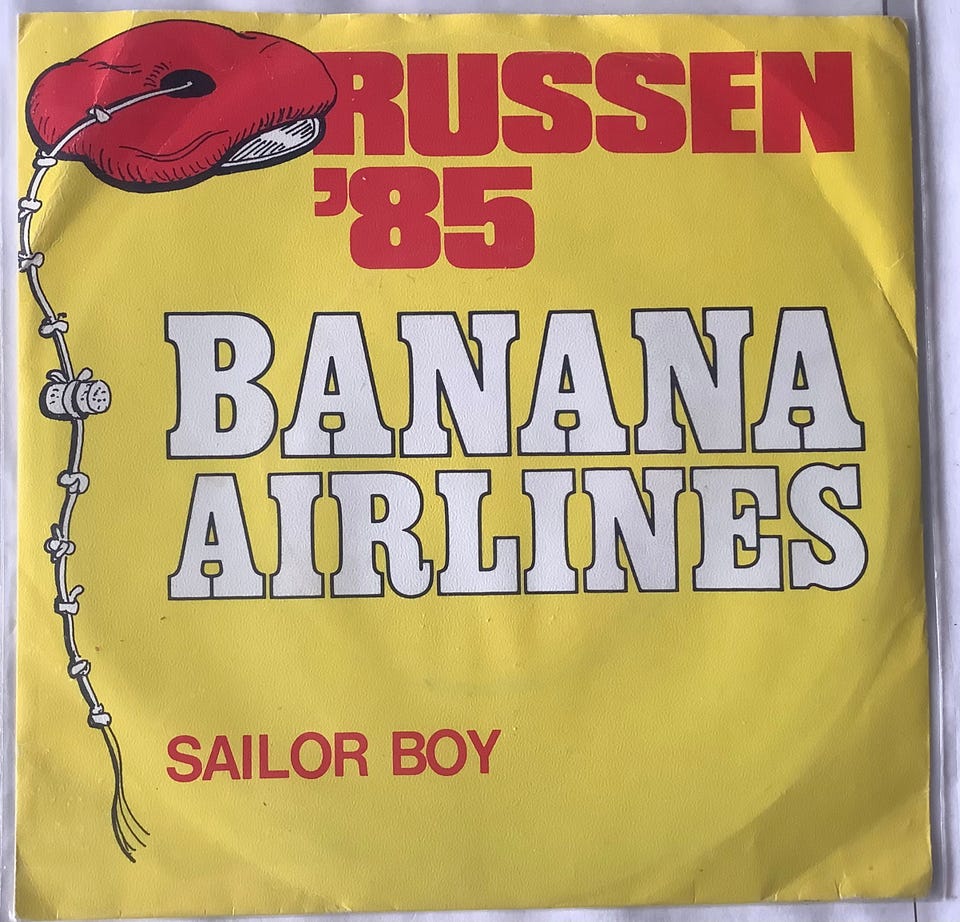 RUSSEN
'85
BANANA
AIRLINES
SAILOR BOY